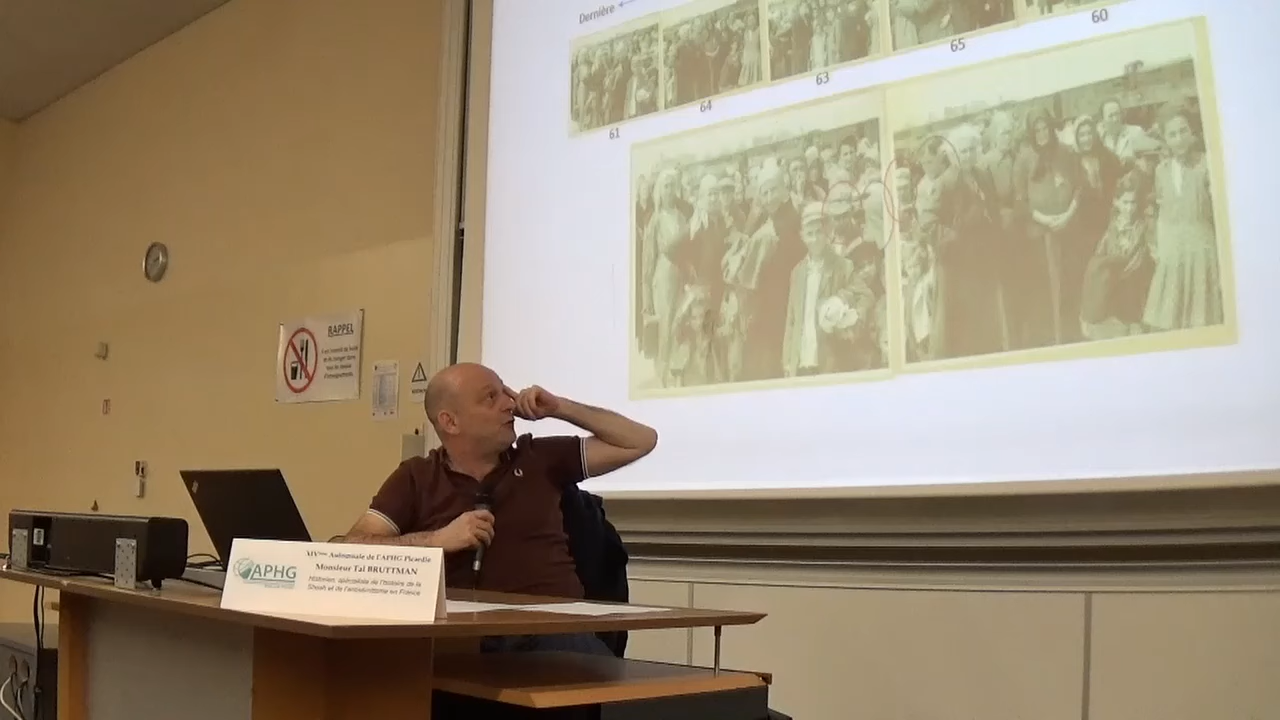 Dernière
60
65
63
64
61
RAPPEL
APHG
XIVème Automnale de l'APHG Picardie
Monsieur Tal BRUTTMAN
Historien, spécialiste de l'histoire de la
Shoah et de l'antisémitisme en France